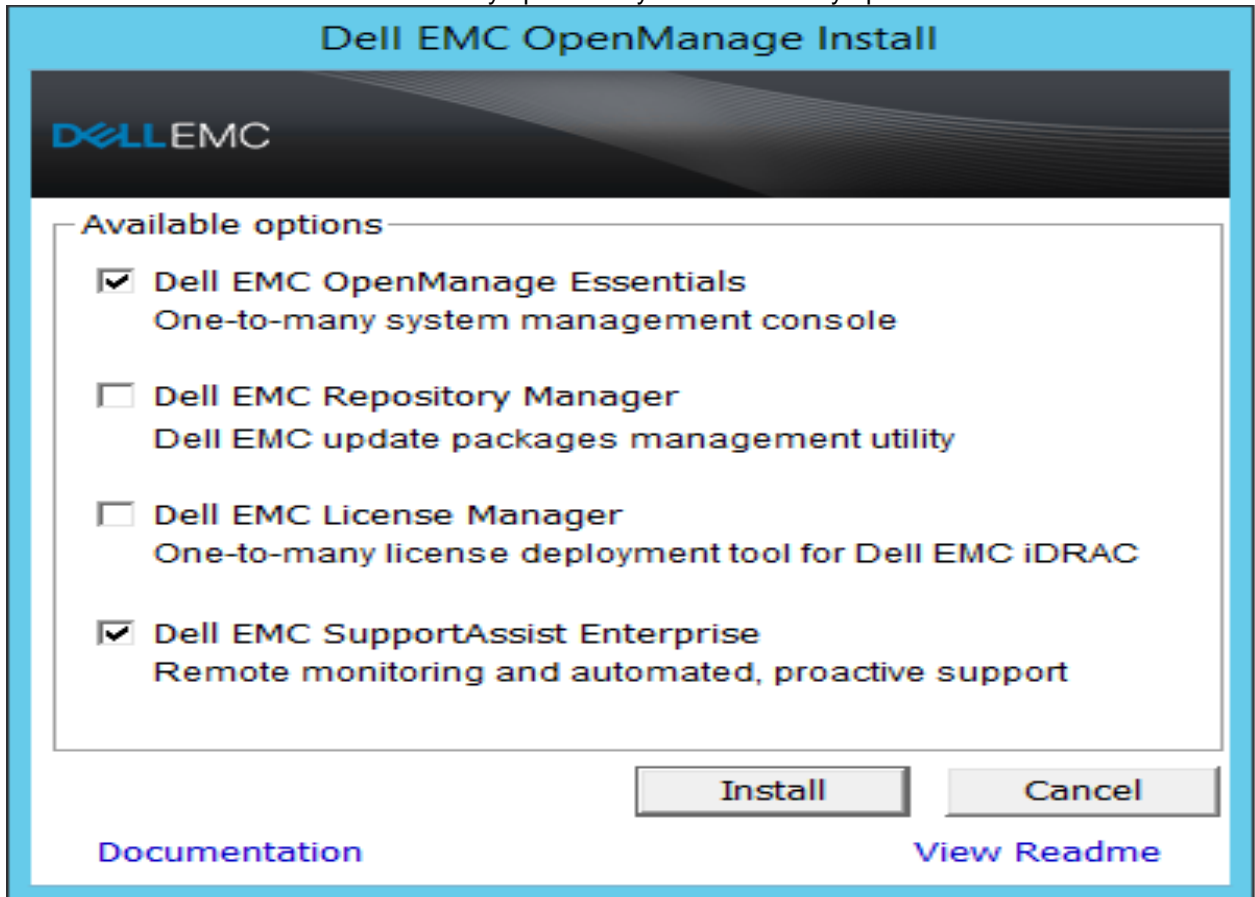 Dell EMC OpenManage Install
DELLEMC
Available options
Dell EMC OpenManage Essentials
One-to-many system management console
Dell EMC Repository Manager
Dell EMC update packages management utility
Dell EMC License Manager
One-to-many license deployment tool for Dell EMC iDRAC
Dell EMC SupportAssist Enterprise
Remote monitoring and automated, proactive support
Install Cancel
Documentation View Readme